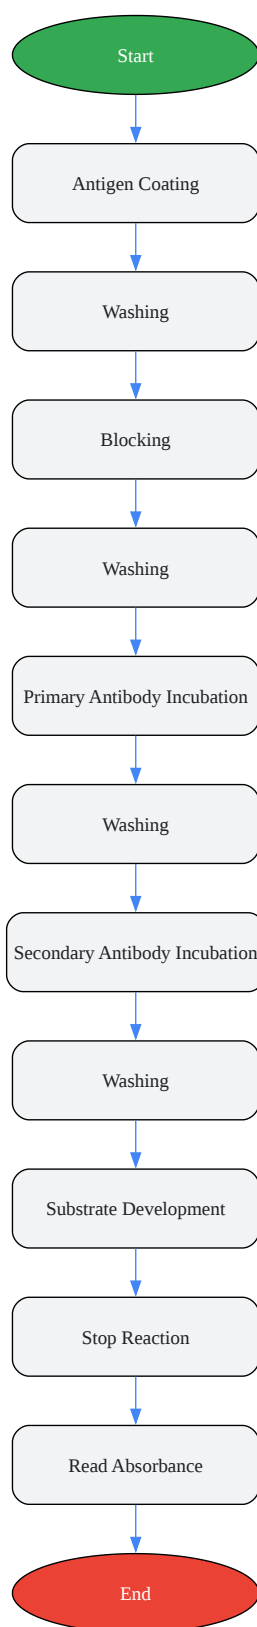 Start
Antigen Coating
Washing
Blocking
Washing
Primary Antibody Incubation
Washing
Secondary Antibody Incubation
Washing
Substrate Development
Stop Reaction
Read Absorbance
End